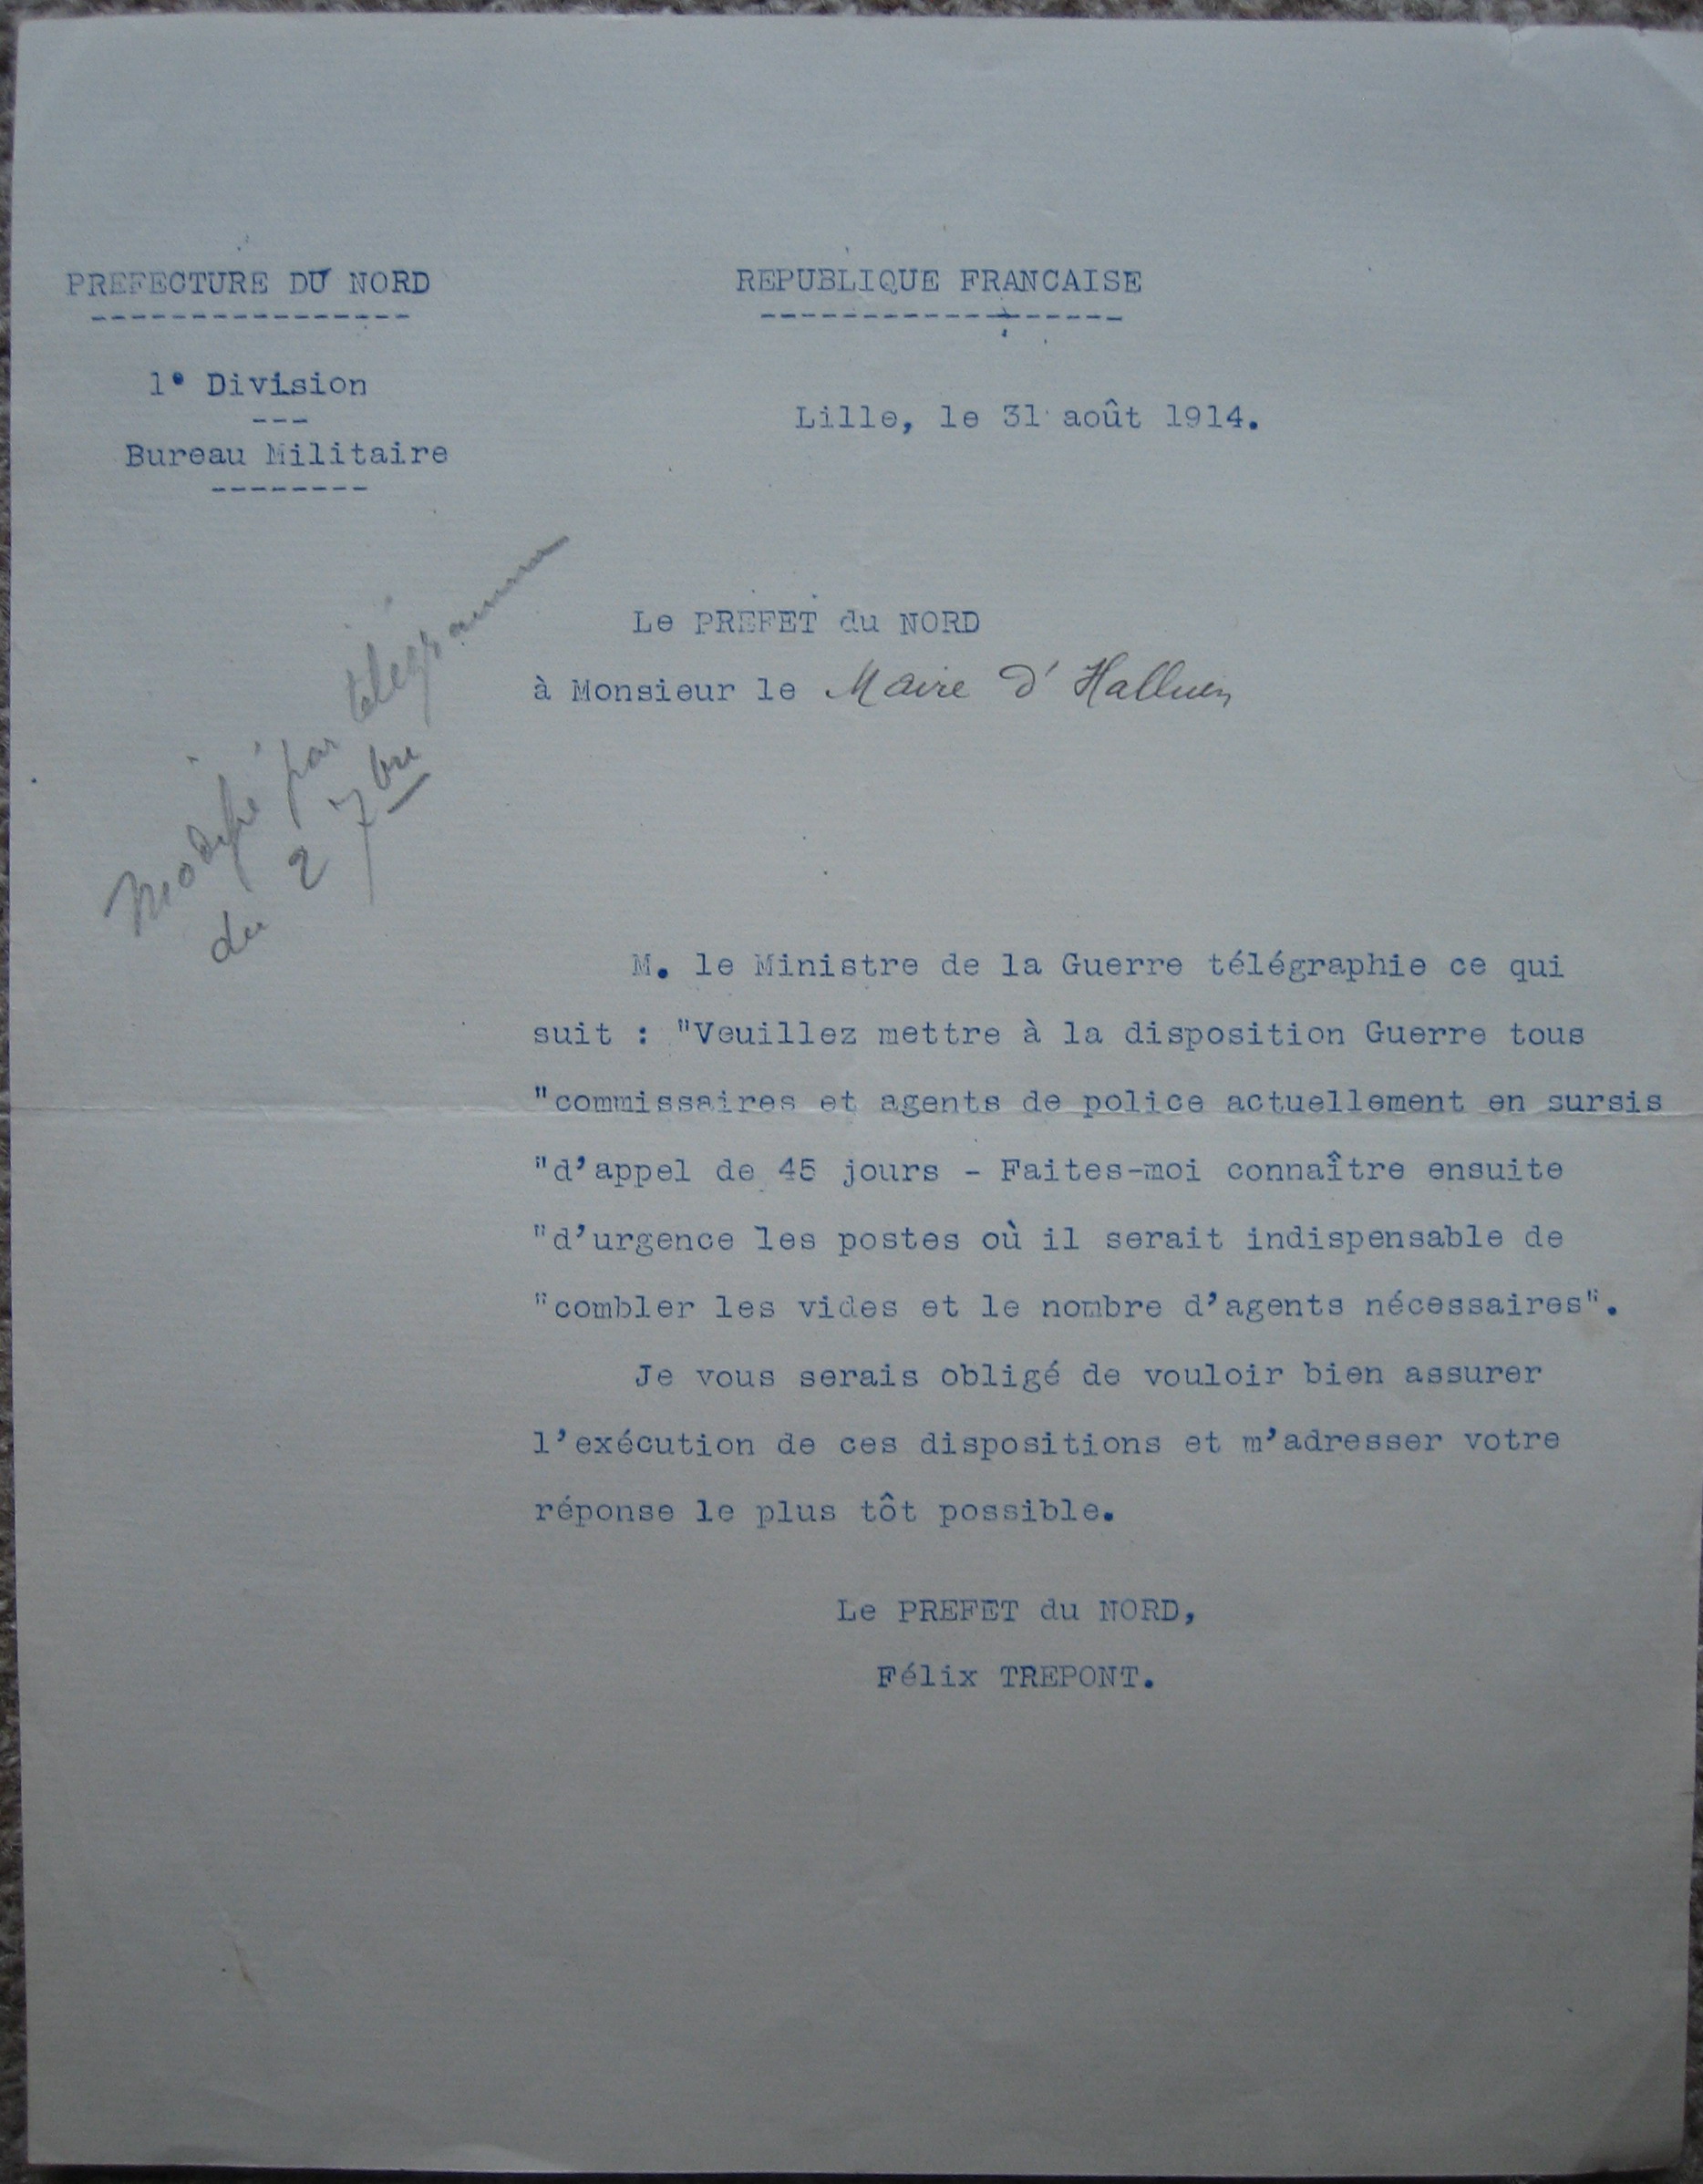 PREFECTURE DU NORD
----------------
1° Division
---
Bureau Militaire
--------
REPUBLIQUE FRANCAISE
------------------
Lille, le 31 août 1914.
Modifié par télégramme
du 2 7bre
Le PREFET du NORD
à Monsieur le Maire d'Halluin
M. le Ministre de la Guerre télégraphie ce qui
suit : "Veuillez mettre à la disposition Guerre tous
"commissaires et agents de police actuellement en sursis
"d'appel de 45 jours - Faites-moi connaître ensuite
"d'urgence les postes où il serait indispensable de
"combler les vides et le nombre d'agents nécessaires".
Je vous serais obligé de vouloir bien assurer
l'exécution de ces dispositions et m'adresser votre
réponse le plus tôt possible.
Le PREFET du NORD,
Félix TREPONT.